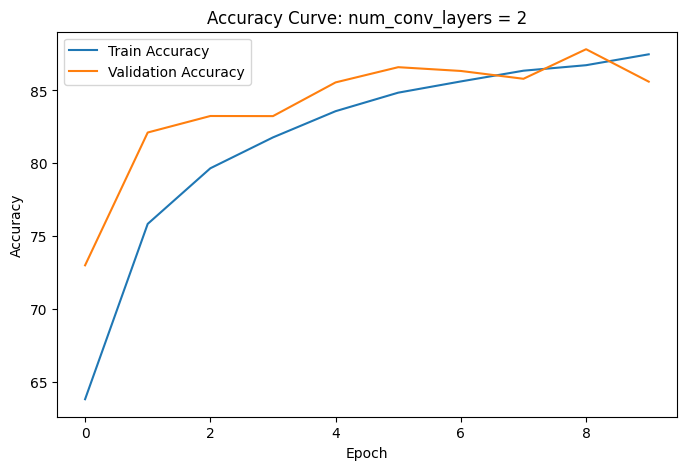 Accuracy Curve: num_conv_layers = 2
Train Accuracy
Validation Accuracy
85
80
75
70
65
Accuracy
0 2 4 6 8
Epoch